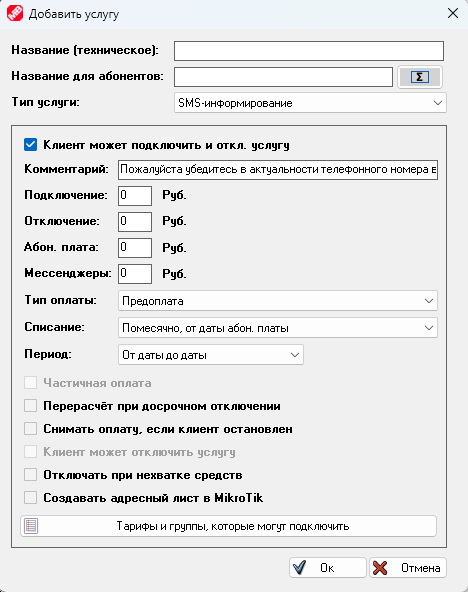 Добавить услугу
Название (техническое):
Название для абонентов:
Σ
Тип услуги: SMS-информирование
Клиент может подключить и откл. услугу
Комментарий: Пожалуйста убедитесь в актуальности телефонного номера в
Подключение: 0 Руб.
Отключение: 0 Руб.
Абон. плата: 0 Руб.
Мессенджеры: 0 Руб.
Тип оплаты: Предоплата
Списание: Помесячно, от даты абон. платы
Период: От даты до даты
Частичная оплата
Перерасчёт при досрочном отключении
Снимать оплату, если клиент остановлен
Клиент может отключить услугу
Отключать при нехватке средств
Создавать адресный лист в MikroTik
Тарифы и группы, которые могут подключить
Ок Отмена